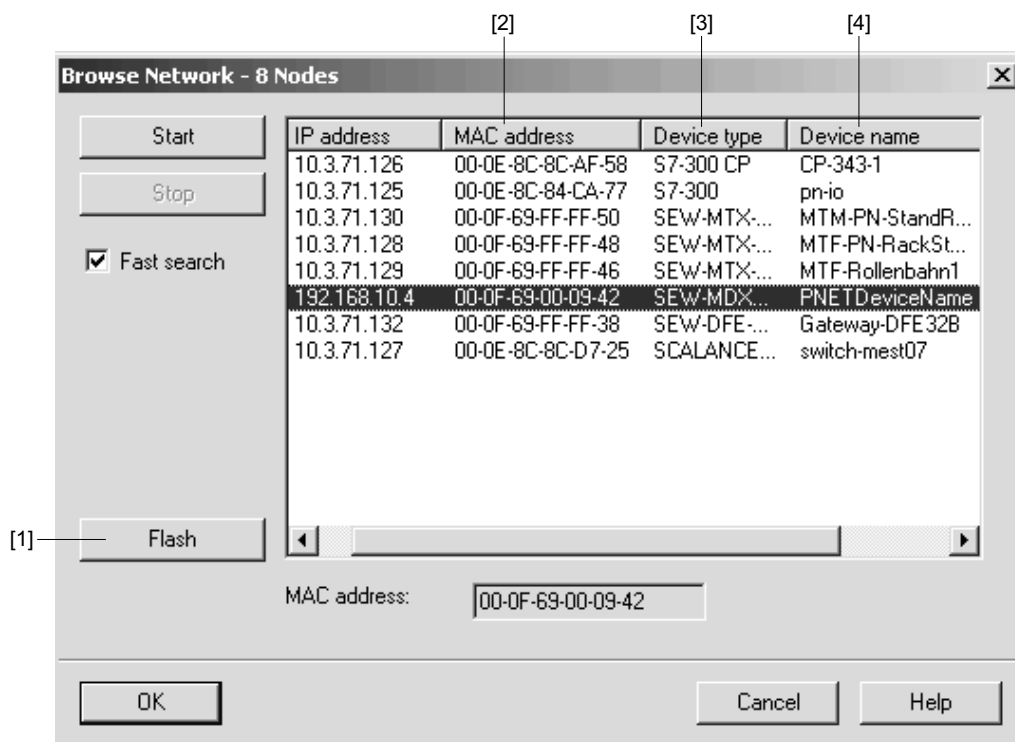 [2] [3] [4]
Browse Network - 8 Nodes
Start
Stop
Fast search
IP address MAC address Device type Device name
10.3.71.126 00-0E-8C-8C-AF-58 S7-300 CP CP-343-1
10.3.71.125 00-0E-8C-84-CA-77 S7-300 pn-io
10.3.71.130 00-0F-69-FF-FF-50 SEW-MTX-... MTM-PN-StandR...
10.3.71.128 00-0F-69-FF-FF-48 SEW-MTX-... MTF-PN-RackSt...
10.3.71.129 00-0F-69-FF-FF-46 SEW-MTX-... MTF-Rollenbahn1
192.168.10.4 00-0F-69-00-09-42 SEW-MDX... PNETDeviceName
10.3.71.132 00-0F-69-FF-FF-38 SEW-DFE-... Gateway-DFE32B
10.3.71.127 00-0E-8C-8C-D7-25 SCALANCE... switch-mest07
[1] Flash
MAC address: 00-0F-69-00-09-42
OK Cancel Help